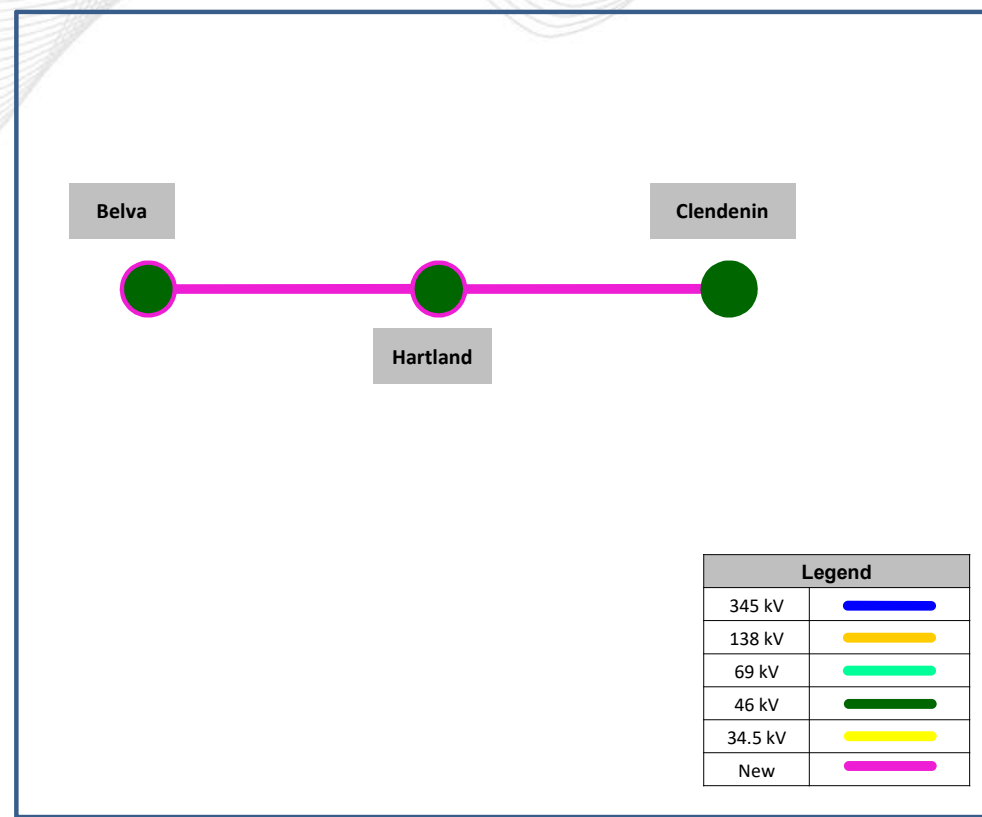 Belva
Clendenin
Hartland
Legend
345 kV
138 kV
69 kV
46 kV
34.5 kV
New